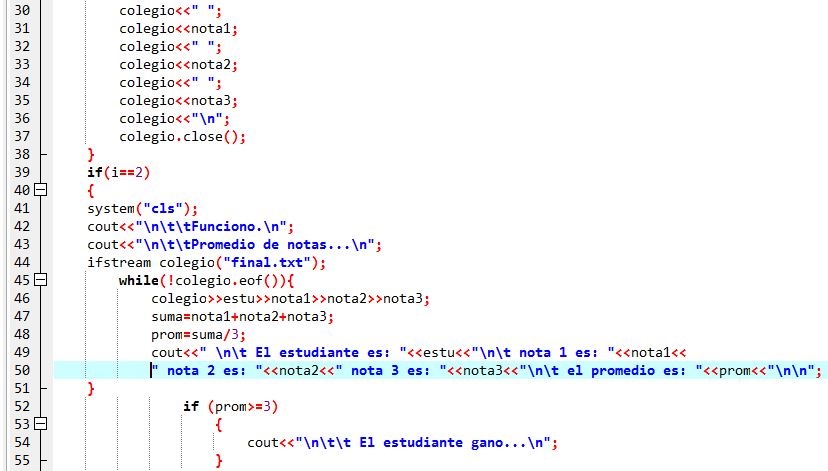 30 colegio<<" ";
31 colegio<<nota1;
32 colegio<<" ";
33 colegio<<nota2;
34 colegio<<" ";
35 colegio<<nota3;
36 colegio<<"\n";
37 colegio.close();
38 }
39 if(i==2)
40 {
41 system("cls");
42 cout<<"\n\t\tFunciono.\n";
43 cout<<"\n\t\tPromedio de notas...\n";
44 ifstream colegio("final.txt");
45 while(!colegio.eof()){
46 colegio>>estu>>nota1>>nota2>>nota3;
47 suma=nota1+nota2+nota3;
48 prom=suma/3;
49 cout<<" \n\t El estudiante es: "<<estu<<"\n\t nota 1 es: "<<nota1<<
50 " nota 2 es: "<<nota2<<" nota 3 es: "<<nota3<<"\n\t el promedio es: "<<prom<<"\n\n";
51 }
52 if (prom>=3)
53 {
54 cout<<"\n\t\t El estudiante gano...\n";
55 }